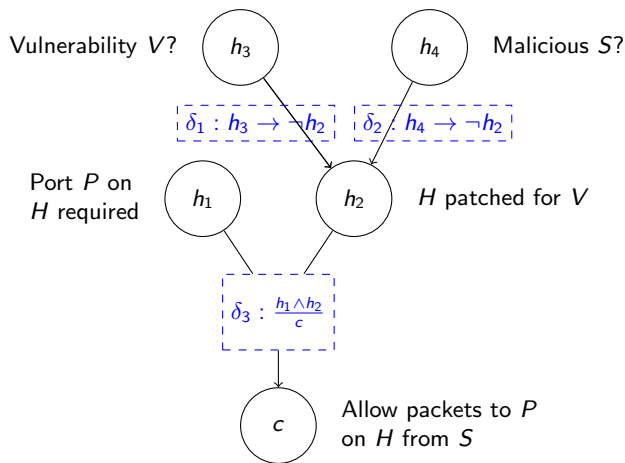 Vulnerability V?
h₃
h₄
Malicious S?
δ₁ : h₃ → ¬h₂
δ₂ : h₄ → ¬h₂
Port P on
H required
h₁
h₂
H patched for V
δ₃ : h₁∧h₂/c
c
Allow packets to P
on H from S